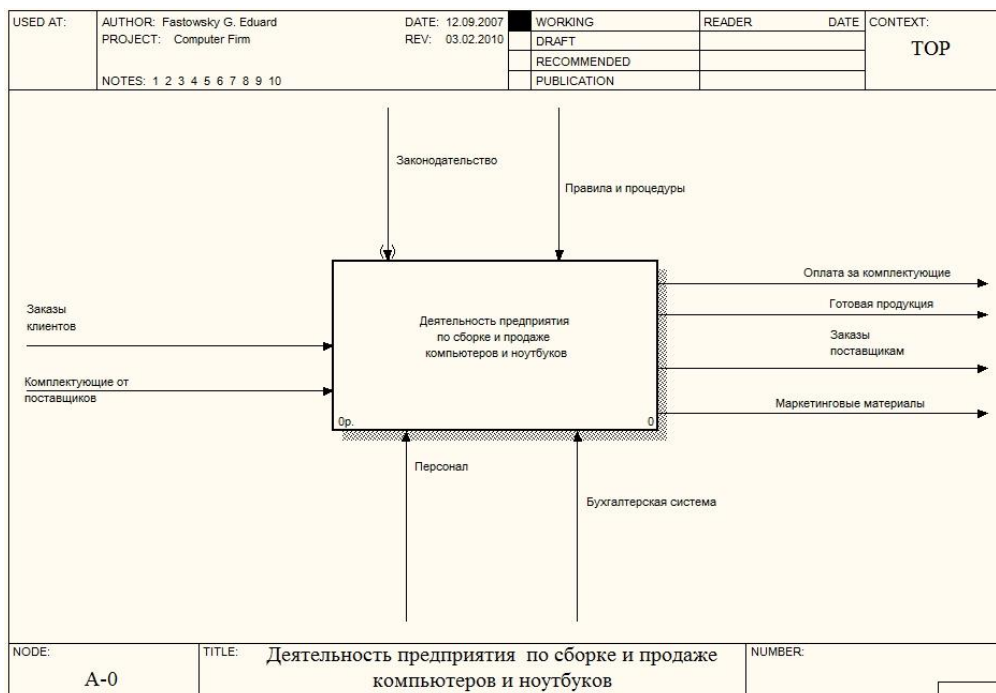 USED AT:
AUTHOR: Fastowsky G. Eduard
DATE: 12.09.2007
PROJECT: Computer Firm
REV: 03.02.2010
NOTES: 1 2 3 4 5 6 7 8 9 10
WORKING
DRAFT
RECOMMENDED
PUBLICATION
READER
DATE
CONTEXT:
TOP
Законодательство
Правила и процедуры
Заказы
клиентов
Комплектующие от
поставщиков
Деятельность предприятия
по сборке и продаже
компьютеров и ноутбуков
0р.
0
Оплата за комплектующие
Готовая продукция
Заказы
поставщикам
Маркетинговые материалы
Персонал
Бухгалтерская система
NODE:
A-0
TITLE:
Деятельность предприятия по сборке и продаже
компьютеров и ноутбуков
NUMBER: